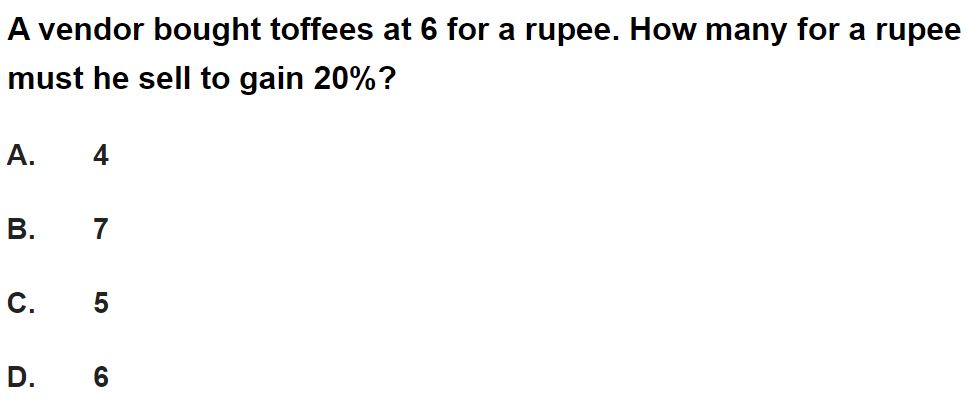 A vendor bought toffees at 6 for a rupee. How many for a rupee
must he sell to gain 20%?
A. 4
B. 7
C. 5
D. 6